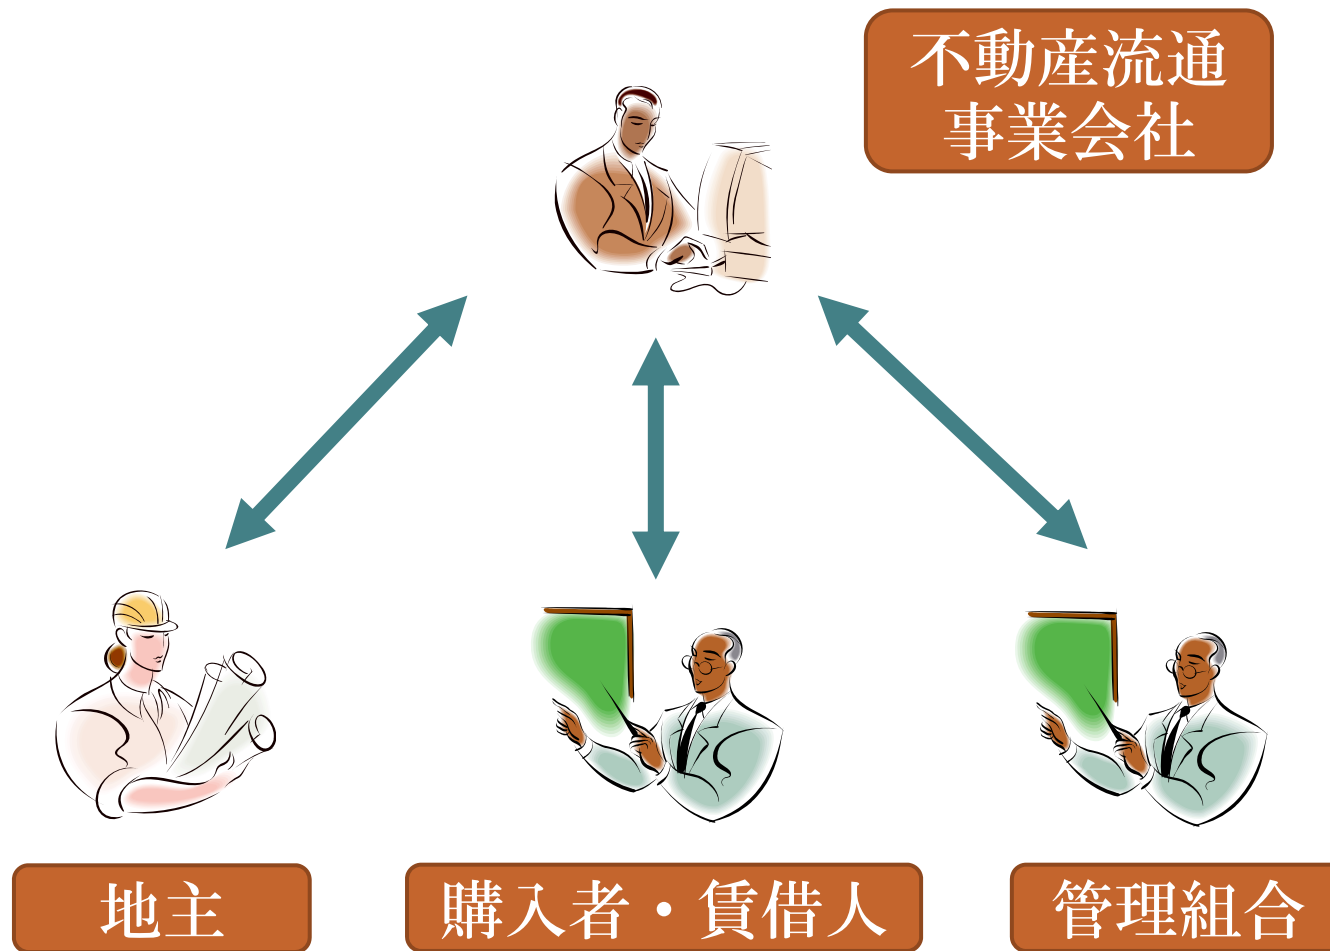 不動産流通
事業会社
地主
購入者・賃借人
管理組合